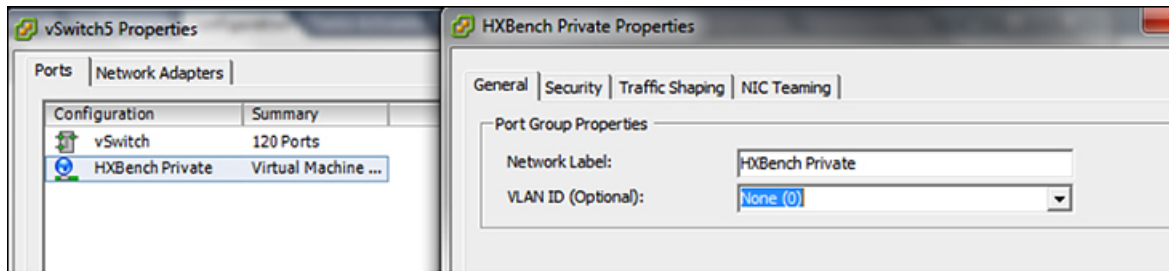 vSwitch5 Properties
Ports
Network Adapters
Configuration
Summary
vSwitch
120 Ports
HXBench Private
Virtual Machine ...
HXBench Private Properties
General
Security
Traffic Shaping
NIC Teaming
Port Group Properties
Network Label:
HXBench Private
VLAN ID (Optional):
None (0)